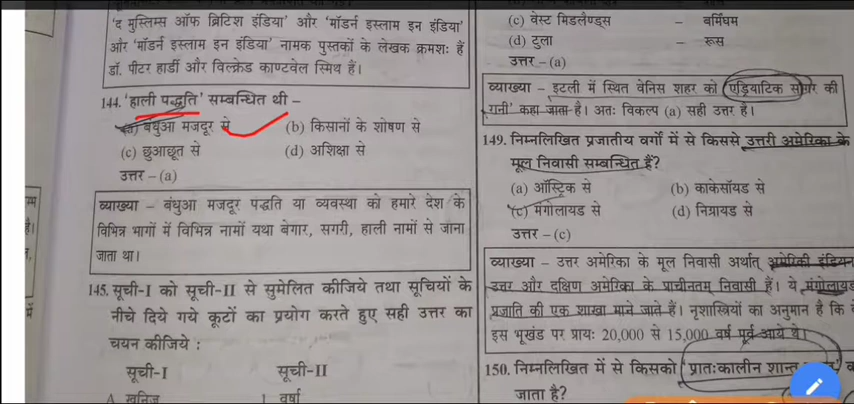 'द मुस्लिम्स ऑफ ब्रिटिश इंडिया' और 'मॉडर्न इस्लाम इन इंडिया'
और 'मॉडर्न इस्लाम इन इंडिया' नामक पुस्तकों के लेखक क्रमशः हैं
डॉ. पीटर हार्डी और विल्फ्रेड काण्टवेल स्मिथ हैं।
144. 'हाली पद्धति' सम्बन्धित थी –
(a) बंधुआ मजदूर से (b) किसानों के शोषण से
(c) छुआछूत से (d) अशिक्षा से
उत्तर – (a)
व्याख्या – बंधुआ मजदूर पद्धति या व्यवस्था को हमारे देश के
विभिन्न भागों में विभिन्न नामों यथा बेगार, सगरी, हाली नामों से जाना
जाता था।
145. सूची-I को सूची-II से सुमेलित कीजिये तथा सूचियों के
नीचे दिये गये कूटों का प्रयोग करते हुए सही उत्तर का
चयन कीजिये :
सूची-I सूची-II
A. खनिज 1. वर्षा
(c) वेस्ट मिडलैण्ड्स – बर्मिंघम
(d) टुला – रूस
उत्तर – (a)
व्याख्या – इटली में स्थित वेनिस शहर को 'एड्रियाटिक सागर की
रानी' कहा जाता है। अतः विकल्प (a) सही उत्तर है।
149. निम्नलिखित प्रजातीय वर्गों में से किससे उत्तरी अमेरिका के
मूल निवासी सम्बन्धित हैं?
(a) ऑस्ट्रिक से (b) काकेसॉयड से
(c) मंगोलायड से (d) निग्रायड से
उत्तर – (c)
व्याख्या – उत्तर अमेरिका के मूल निवासी अर्थात् अमेरिकी इंडियन
उत्तर और दक्षिण अमेरिका के प्राचीनतम् निवासी हैं। ये मंगोलायड
प्रजाति की एक शाखा माने जाते हैं। नृशास्त्रियों का अनुमान है कि
इस भूखंड पर प्रायः 20,000 से 15,000 वर्ष पूर्व आये थे।
150. निम्नलिखित में से किसको 'प्रातःकालीन शान्त
जाता है?